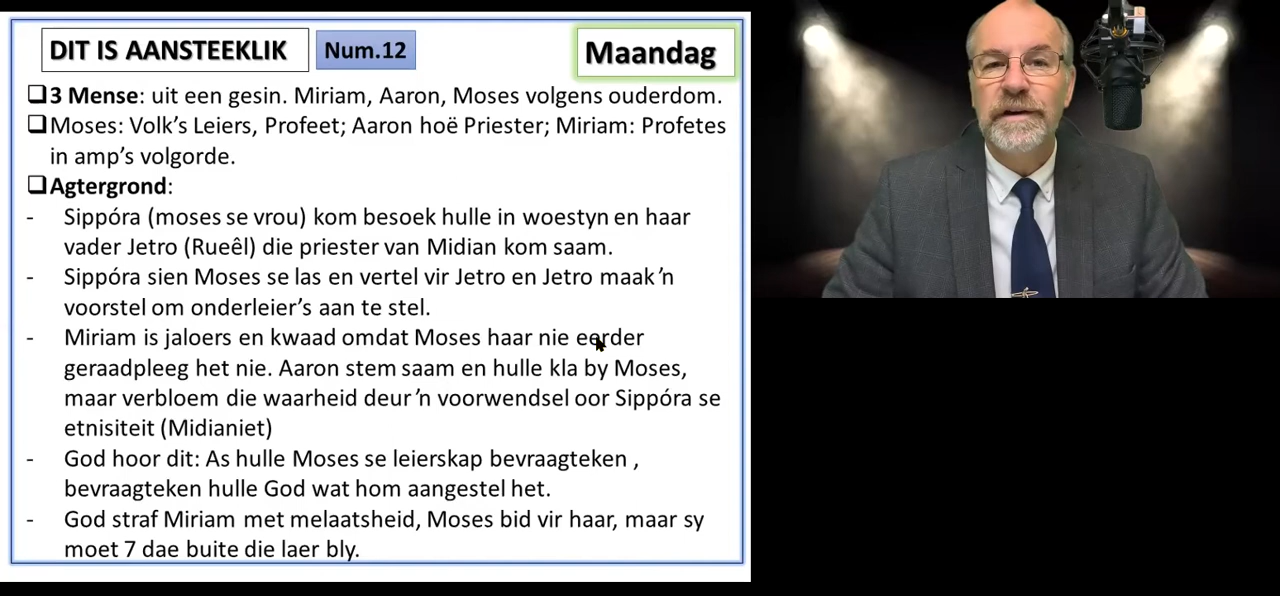 DIT IS AANSTEEKLIK
Num.12
Maandag
❑3 Mense: uit een gesin. Miriam, Aaron, Moses volgens ouderdom.
❑Moses: Volk’s Leiers, Profeet; Aaron hoë Priester; Miriam: Profetes
in amp’s volgorde.
❑Agtergrond:
- Sippóra (moses se vrou) kom besoek hulle in woestyn en haar
vader Jetro (Rueêl) die priester van Midian kom saam.
- Sippóra sien Moses se las en vertel vir Jetro en Jetro maak ’n
voorstel om onderleier’s aan te stel.
- Miriam is jaloers en kwaad omdat Moses haar nie eerder
geraadpleeg het nie. Aaron stem saam en hulle kla by Moses,
maar verbloem die waarheid deur ’n voorwendsel oor Sippóra se
etnisiteit (Midianiet)
- God hoor dit: As hulle Moses se leierskap bevraagteken ,
bevraagteken hulle God wat hom aangestel het.
- God straf Miriam met melaatsheid, Moses bid vir haar, maar sy
moet 7 dae buite die laer bly.